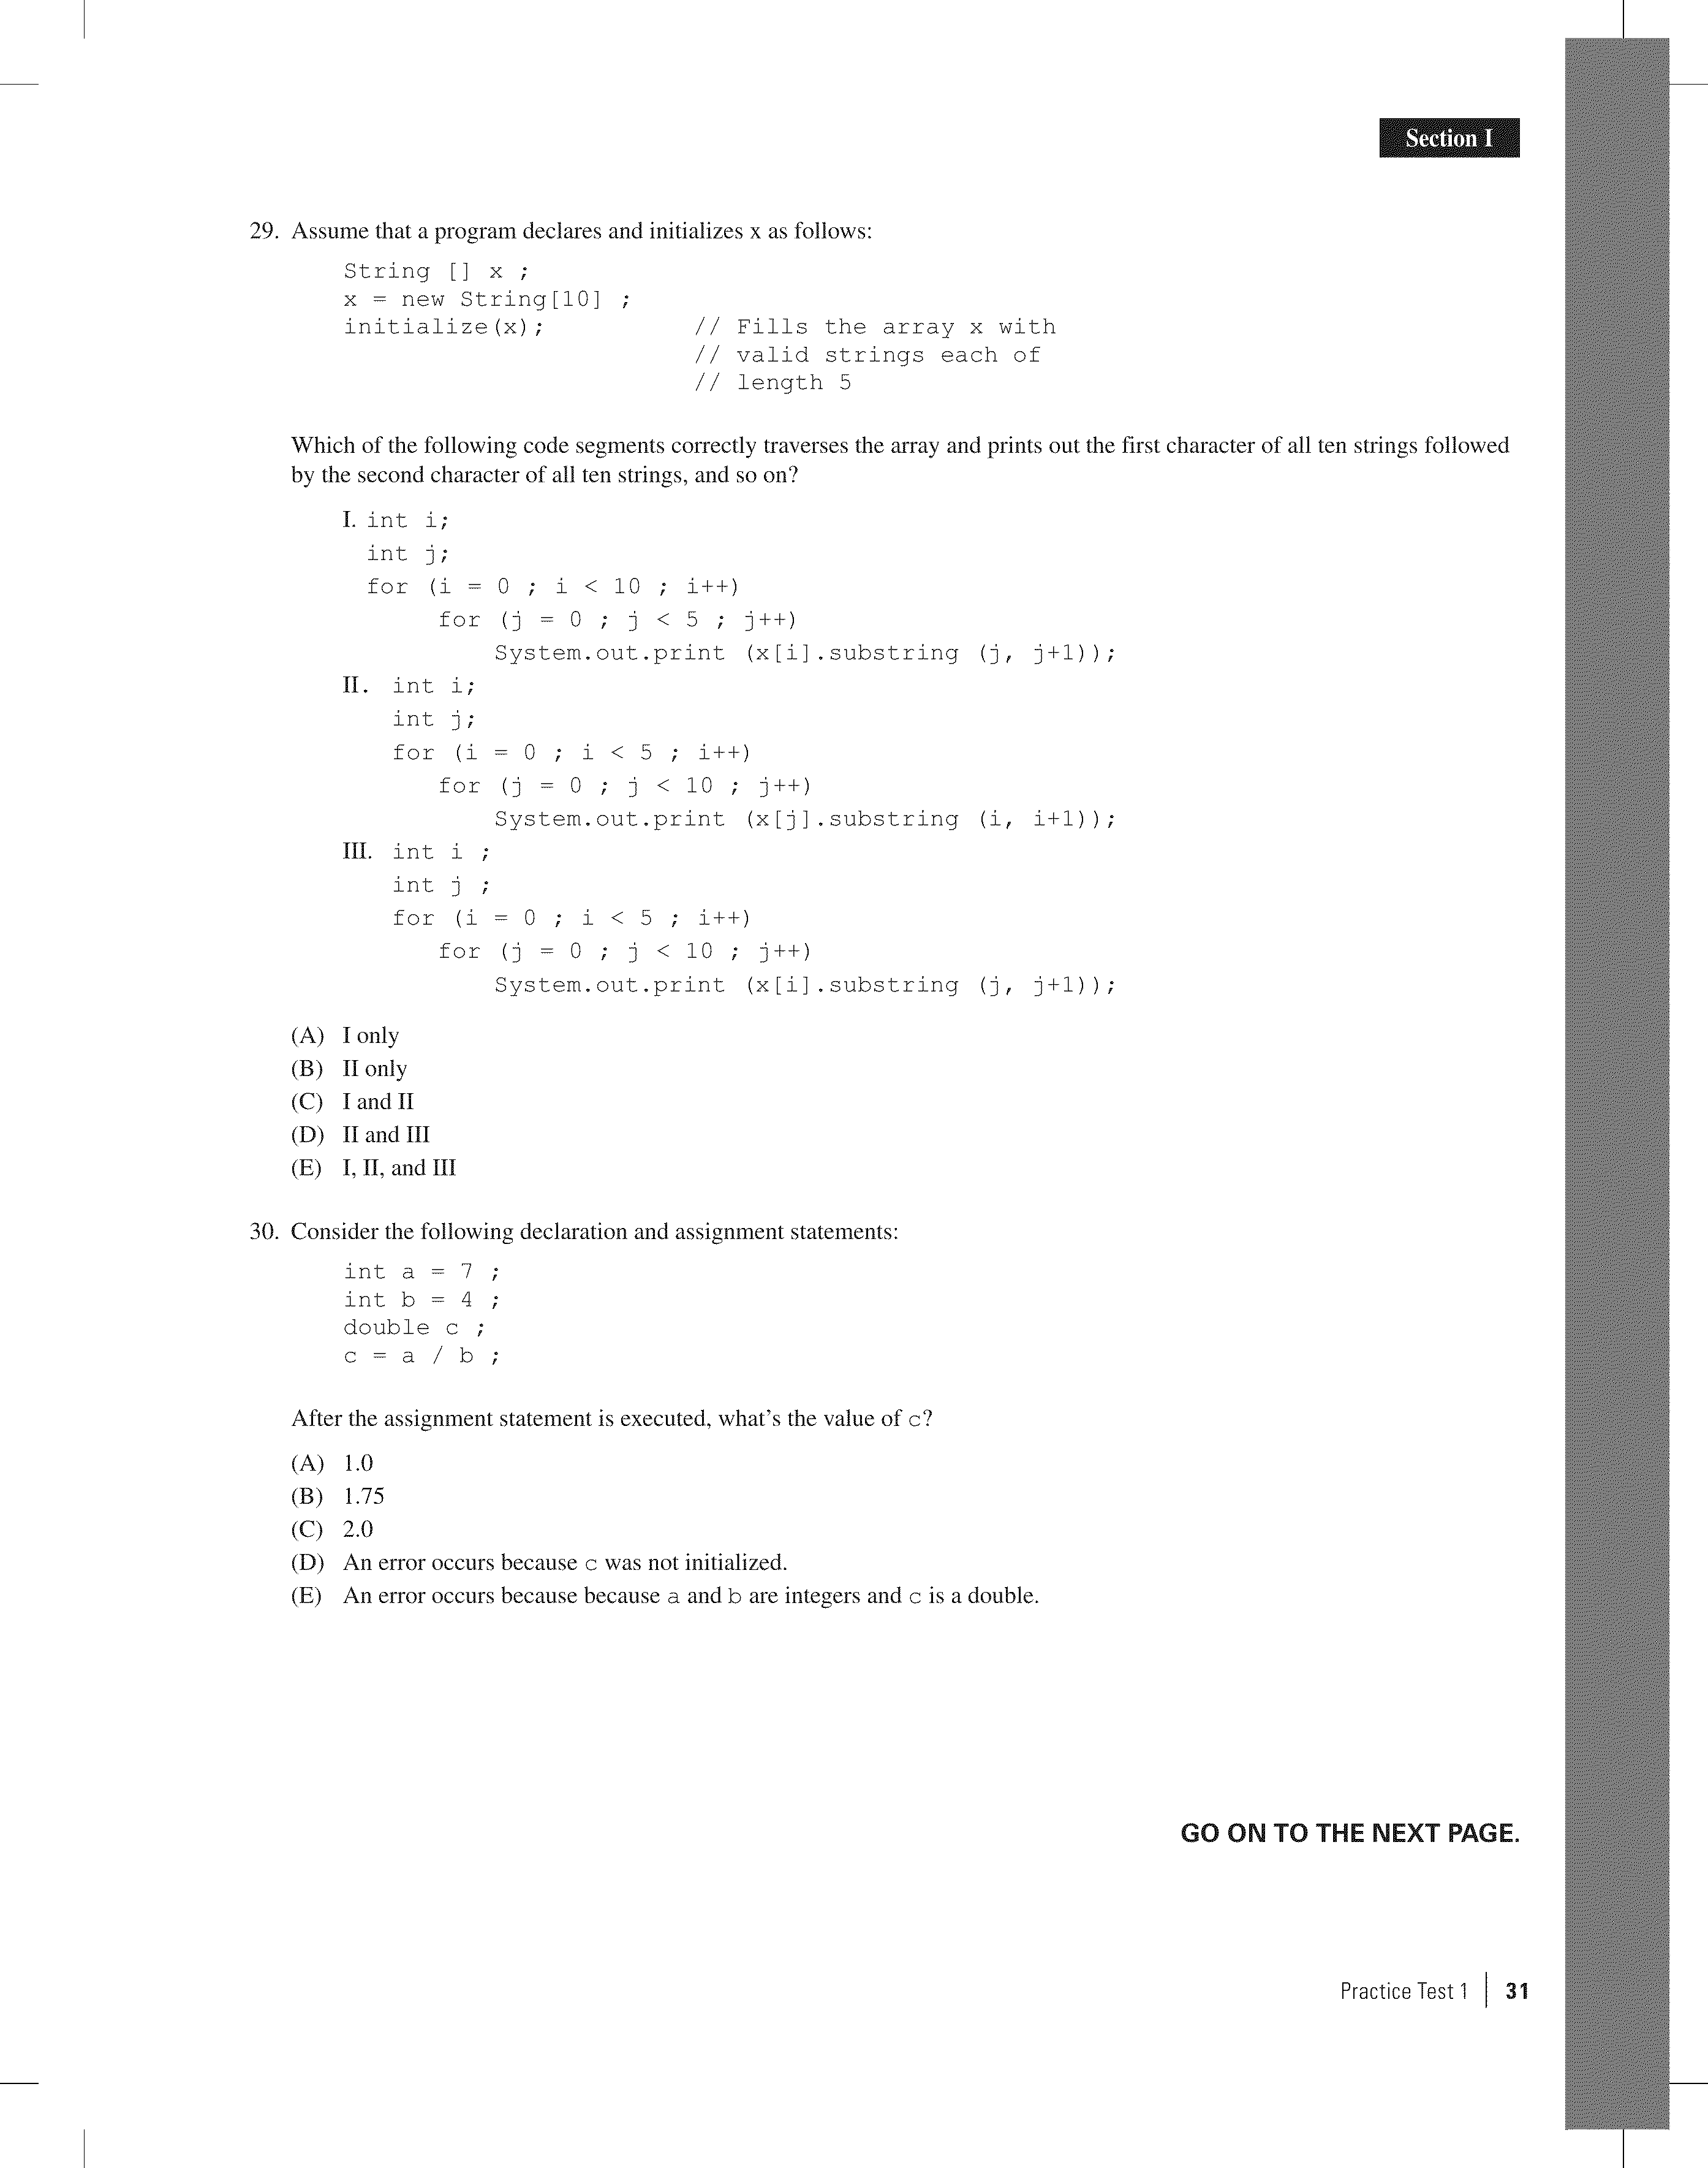 Section I
29. Assume that a program declares and initializes x as follows:
String [] x ;
x = new String[10] ;
initialize(x); // Fills the array x with
// valid strings each of
// length 5
Which of the following code segments correctly traverses the array and prints out the first character of all ten strings followed
by the second character of all ten strings, and so on?
I. int i;
int j;
for (i = 0 ; i < 10 ; i++)
for (j = 0 ; j < 5 ; j++)
System.out.print (x[i].substring (j, j+1));
II. int i;
int j;
for (i = 0 ; i < 5 ; i++)
for (j = 0 ; j < 10 ; j++)
System.out.print (x[j].substring (i, i+1));
III. int i ;
int j ;
for (i = 0 ; i < 5 ; i++)
for (j = 0 ; j < 10 ; j++)
System.out.print (x[i].substring (j, j+1));
(A) I only
(B) II only
(C) I and II
(D) II and III
(E) I, II, and III
30. Consider the following declaration and assignment statements:
int a = 7 ;
int b = 4 ;
double c ;
c = a / b ;
After the assignment statement is executed, what's the value of c?
(A) 1.0
(B) 1.75
(C) 2.0
(D) An error occurs because c was not initialized.
(E) An error occurs because because a and b are integers and c is a double.
GO ON TO THE NEXT PAGE.
Practice Test 1 | 31